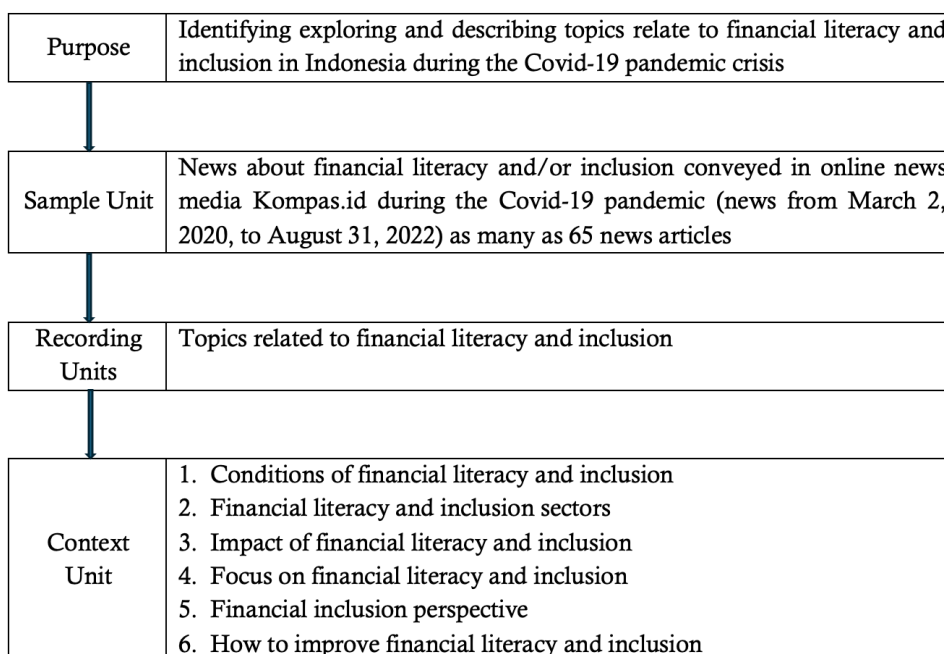 Purpose
Identifying exploring and describing topics relate to financial literacy and
inclusion in Indonesia during the Covid-19 pandemic crisis
Sample Unit
News about financial literacy and/or inclusion conveyed in online news
media Kompas.id during the Covid-19 pandemic (news from March 2,
2020, to August 31, 2022) as many as 65 news articles
Recording
Units
Topics related to financial literacy and inclusion
Context
Unit
1. Conditions of financial literacy and inclusion
2. Financial literacy and inclusion sectors
3. Impact of financial literacy and inclusion
4. Focus on financial literacy and inclusion
5. Financial inclusion perspective
6. How to improve financial literacy and inclusion